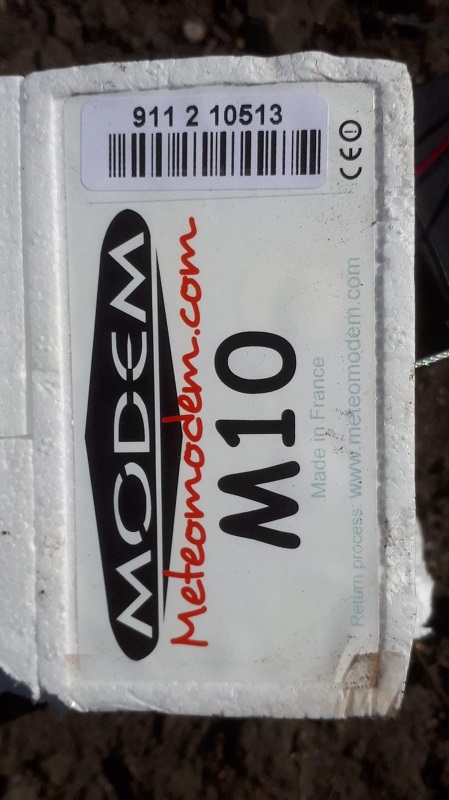 911 2 10513
CE
MODEM
Meteomodem.com
M10
Made in France
Return process: www.meteomodem.com